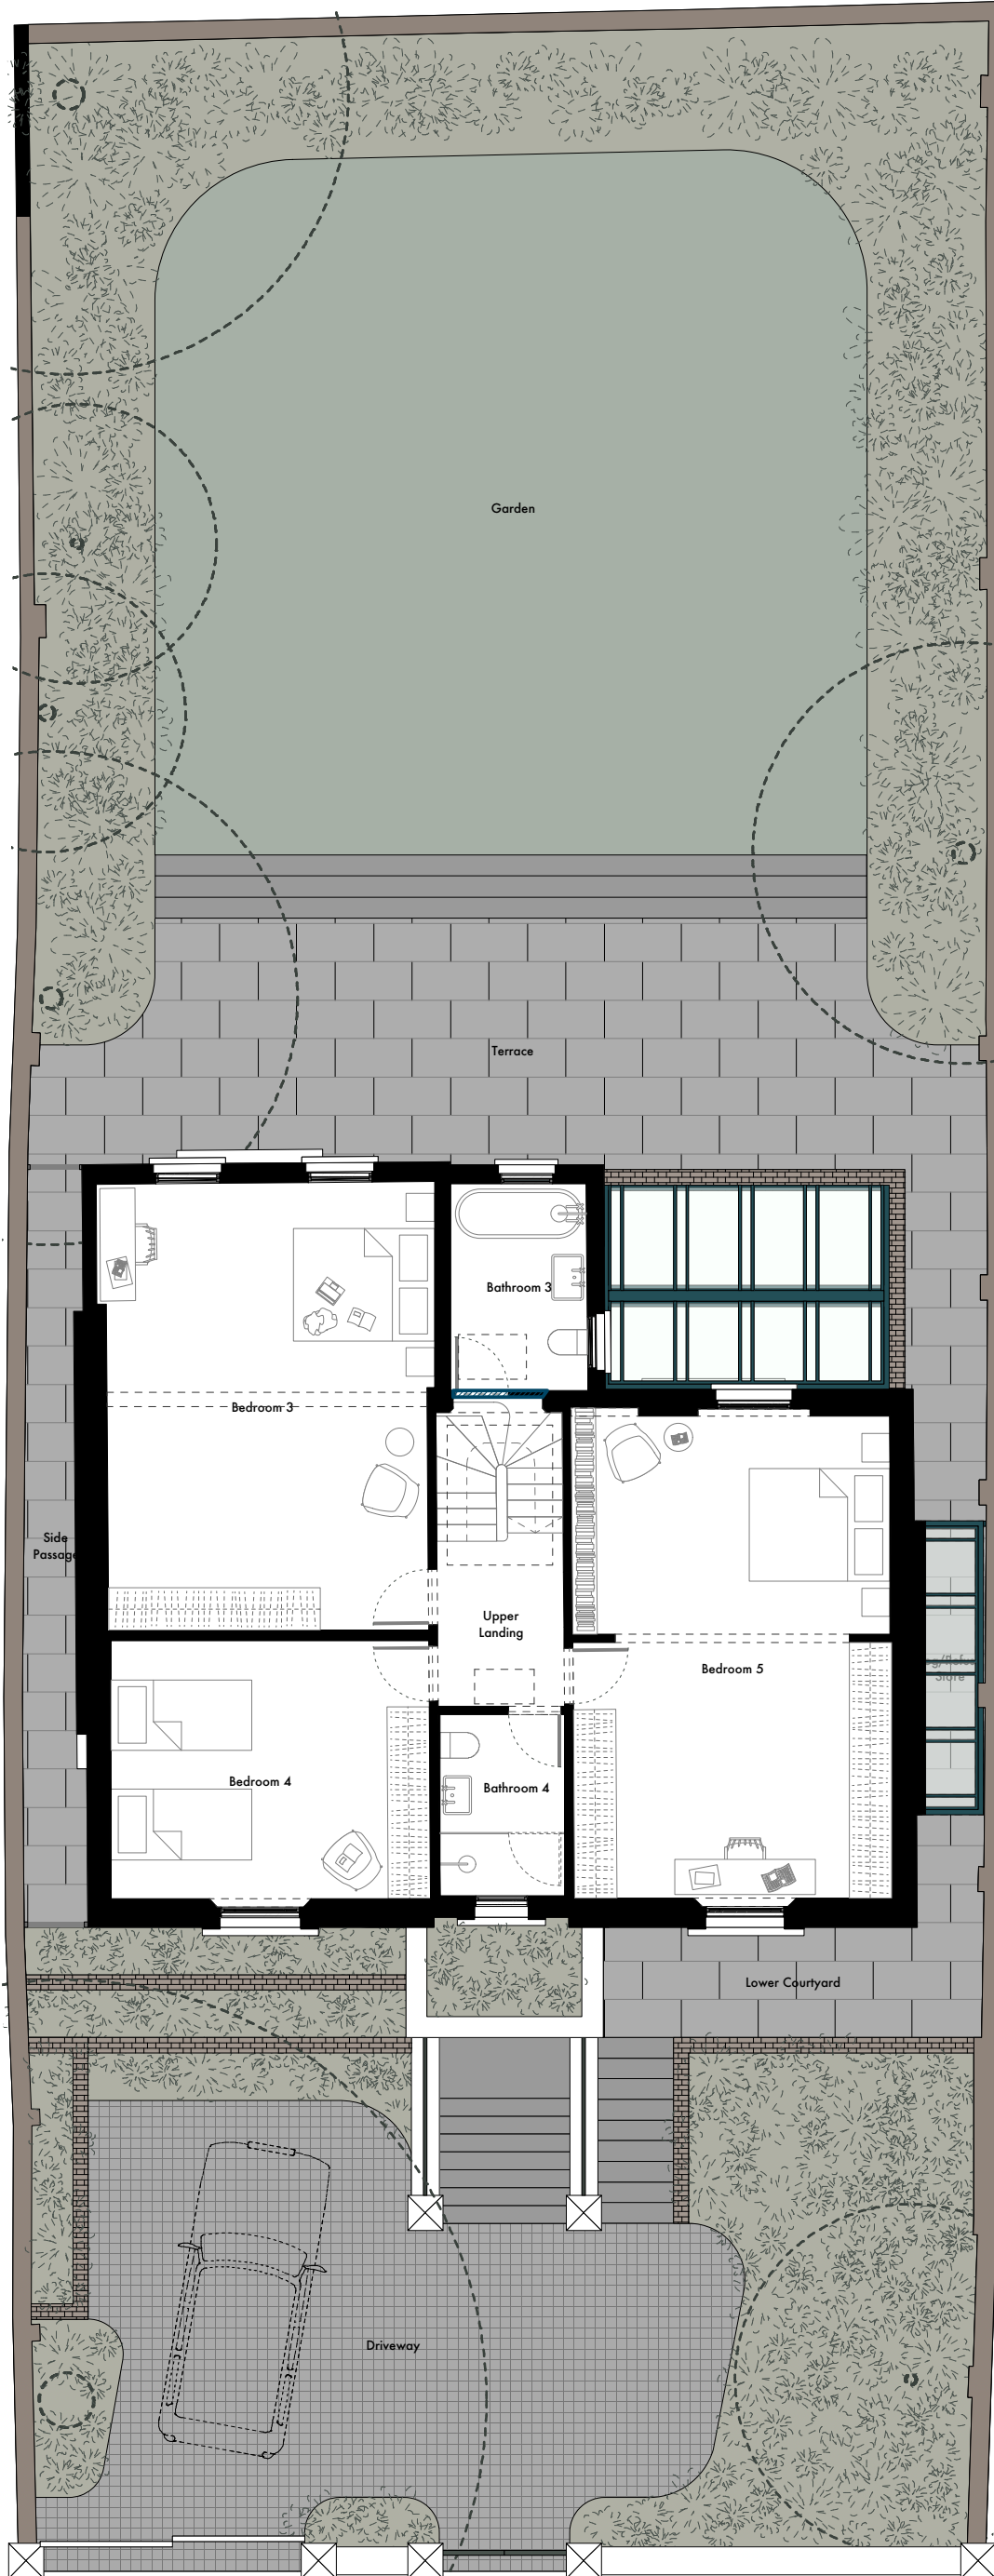 Garden
Terrace
Bathroom 3
Bedroom 3
Side
Passage
Upper
Landing
Bedroom 5
Store
Bedroom 4
Bathroom 4
Lower Courtyard
Driveway